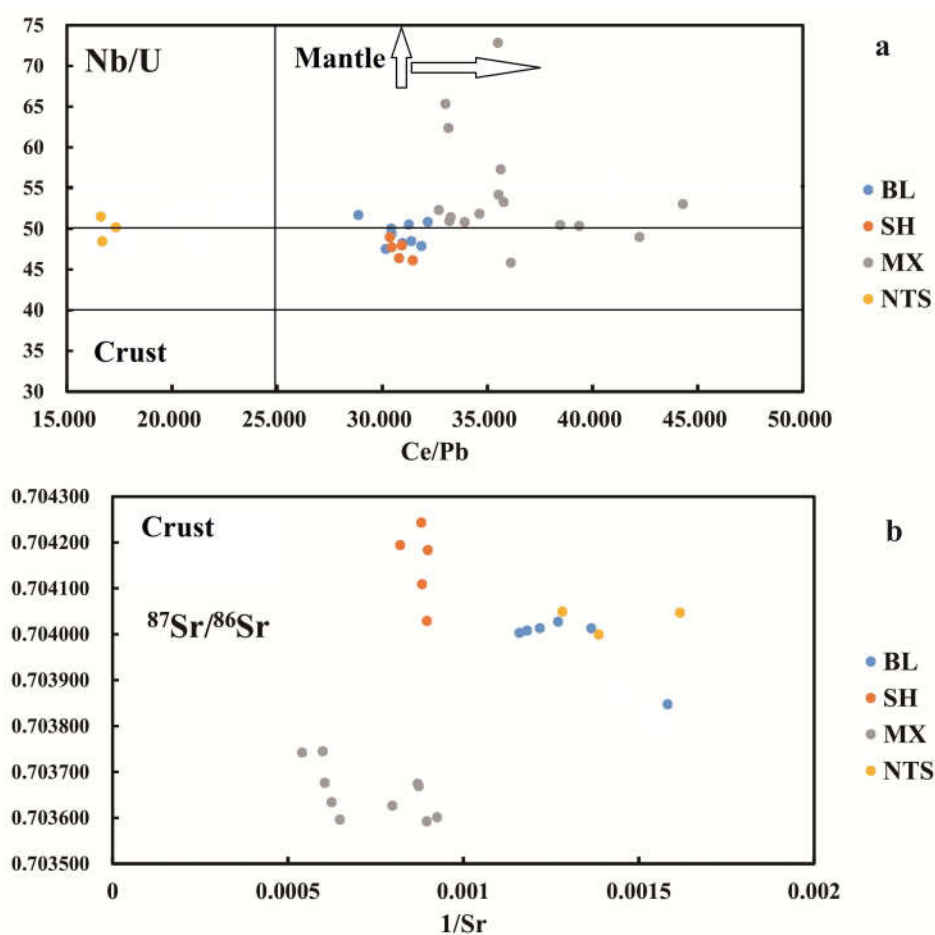 75
70
65
60
55
50
45
40
35
30
Nb/U
Mantle
a
Crust
BL
SH
MX
NTS
15.000 20.000 25.000 30.000 35.000 40.000 45.000 50.000
Ce/Pb
0.704300
0.704200
0.704100
0.704000
0.703900
0.703800
0.703700
0.703600
0.703500
Crust
b
⁸⁷Sr/⁸⁶Sr
BL
SH
MX
NTS
0 0.0005 0.001 0.0015 0.002
1/Sr